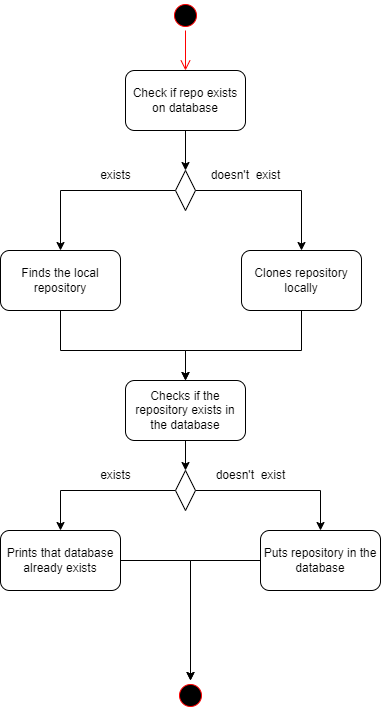 Check if repo exists
on database
exists
doesn't exist
Finds the local
repository
Clones repository
locally
Checks if the
repository exists in
the database
exists
doesn't exist
Prints that database
already exists
Puts repository in the
database